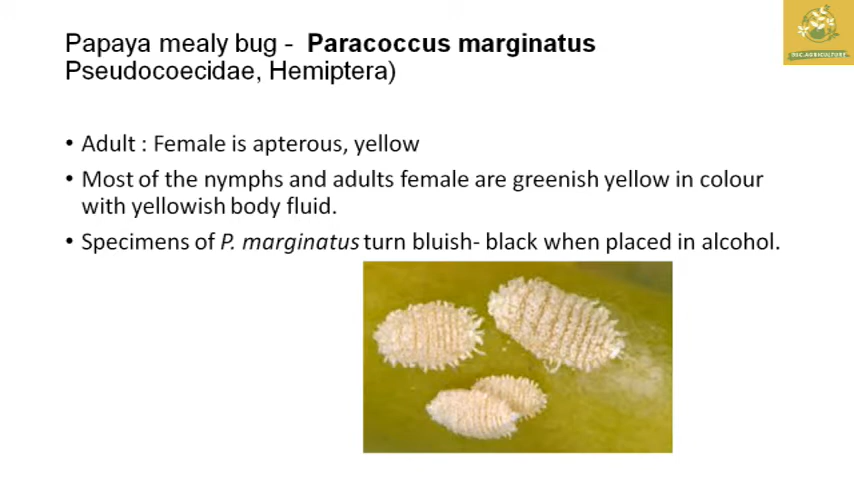 Papaya mealy bug - Paracoccus marginatus
Pseudocoecidae, Hemiptera)
• Adult : Female is apterous, yellow
• Most of the nymphs and adults female are greenish yellow in colour
with yellowish body fluid.
• Specimens of P. marginatus turn bluish- black when placed in alcohol.